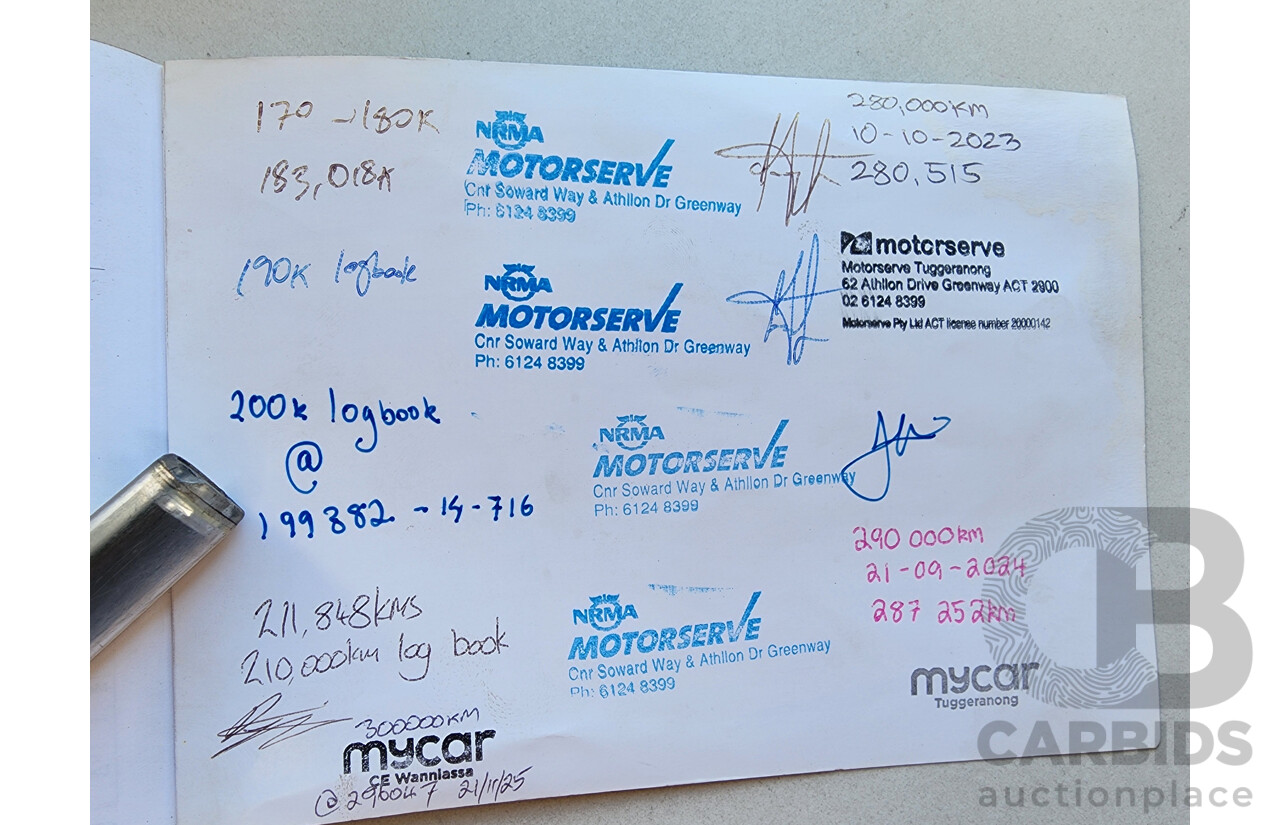 170 - 180K
183,018K
NRMA
MOTORSERVE
Cnr Soward Way & Athllon Dr Greenway
Ph: 6124 8399
280,000KM
10-10-2023
280,515
motorserve
Motorserve Tuggeranong
62 Athllon Drive Greenway ACT 2900
02 6124 8399
Motorserve Pty Ltd ACT license number 20000142
190K logbook
NRMA
MOTORSERVE
Cnr Soward Way & Athllon Dr Greenway
Ph: 6124 8399
200k logbook
@
199382 - 14-716
NRMA
MOTORSERVE
Cnr Soward Way & Athllon Dr Greenway
Ph: 6124 8399
290 000km
21-09-2024
287 252km
mycar
Tuggeranong
211,848kms
210,000km log book
NRMA
MOTORSERVE
Cnr Soward Way & Athllon Dr Greenway
Ph: 6124 8399
300000KM
mycar
CE Wanniassa
@ 296047 21/11/25
CB
CARBIDS
auctionplace